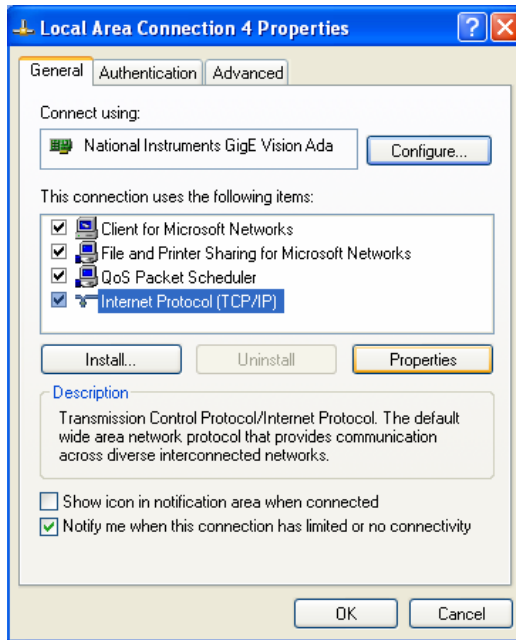 Local Area Connection 4 Properties
General Authentication Advanced
Connect using:
National Instruments GigE Vision Ada
Configure...
This connection uses the following items:
Client for Microsoft Networks
File and Printer Sharing for Microsoft Networks
QoS Packet Scheduler
Internet Protocol (TCP/IP)
Install... Uninstall Properties
Description
Transmission Control Protocol/Internet Protocol. The default
wide area network protocol that provides communication
across diverse interconnected networks.
Show icon in notification area when connected
Notify me when this connection has limited or no connectivity
OK Cancel